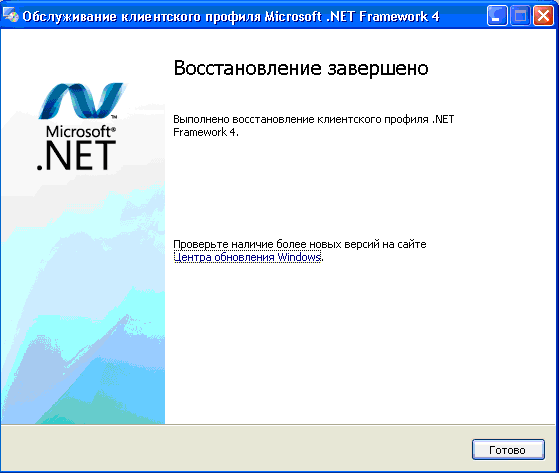 Обслуживание клиентского профиля Microsoft .NET Framework 4
Microsoft®
.NET
Восстановление завершено
Выполнено восстановление клиентского профиля .NET
Framework 4.
Проверьте наличие более новых версий на сайте
Центра обновления Windows.
Готово